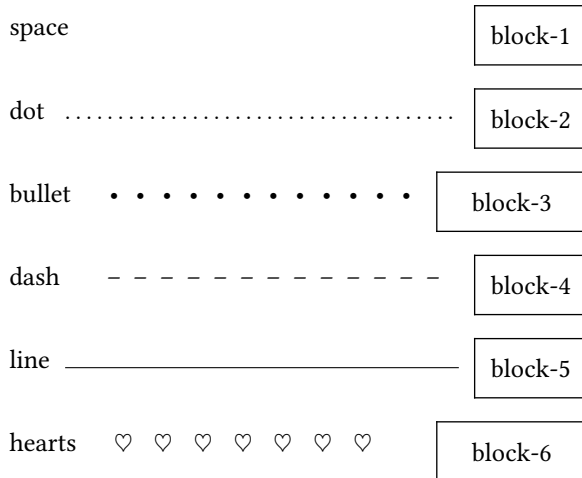 space block-1
dot ........................................ block-2
bullet • • • • • • • • • • • • block-3
dash – – – – – – – – – – – – – block-4
line block-5
hearts ♡ ♡ ♡ ♡ ♡ ♡ ♡ block-6